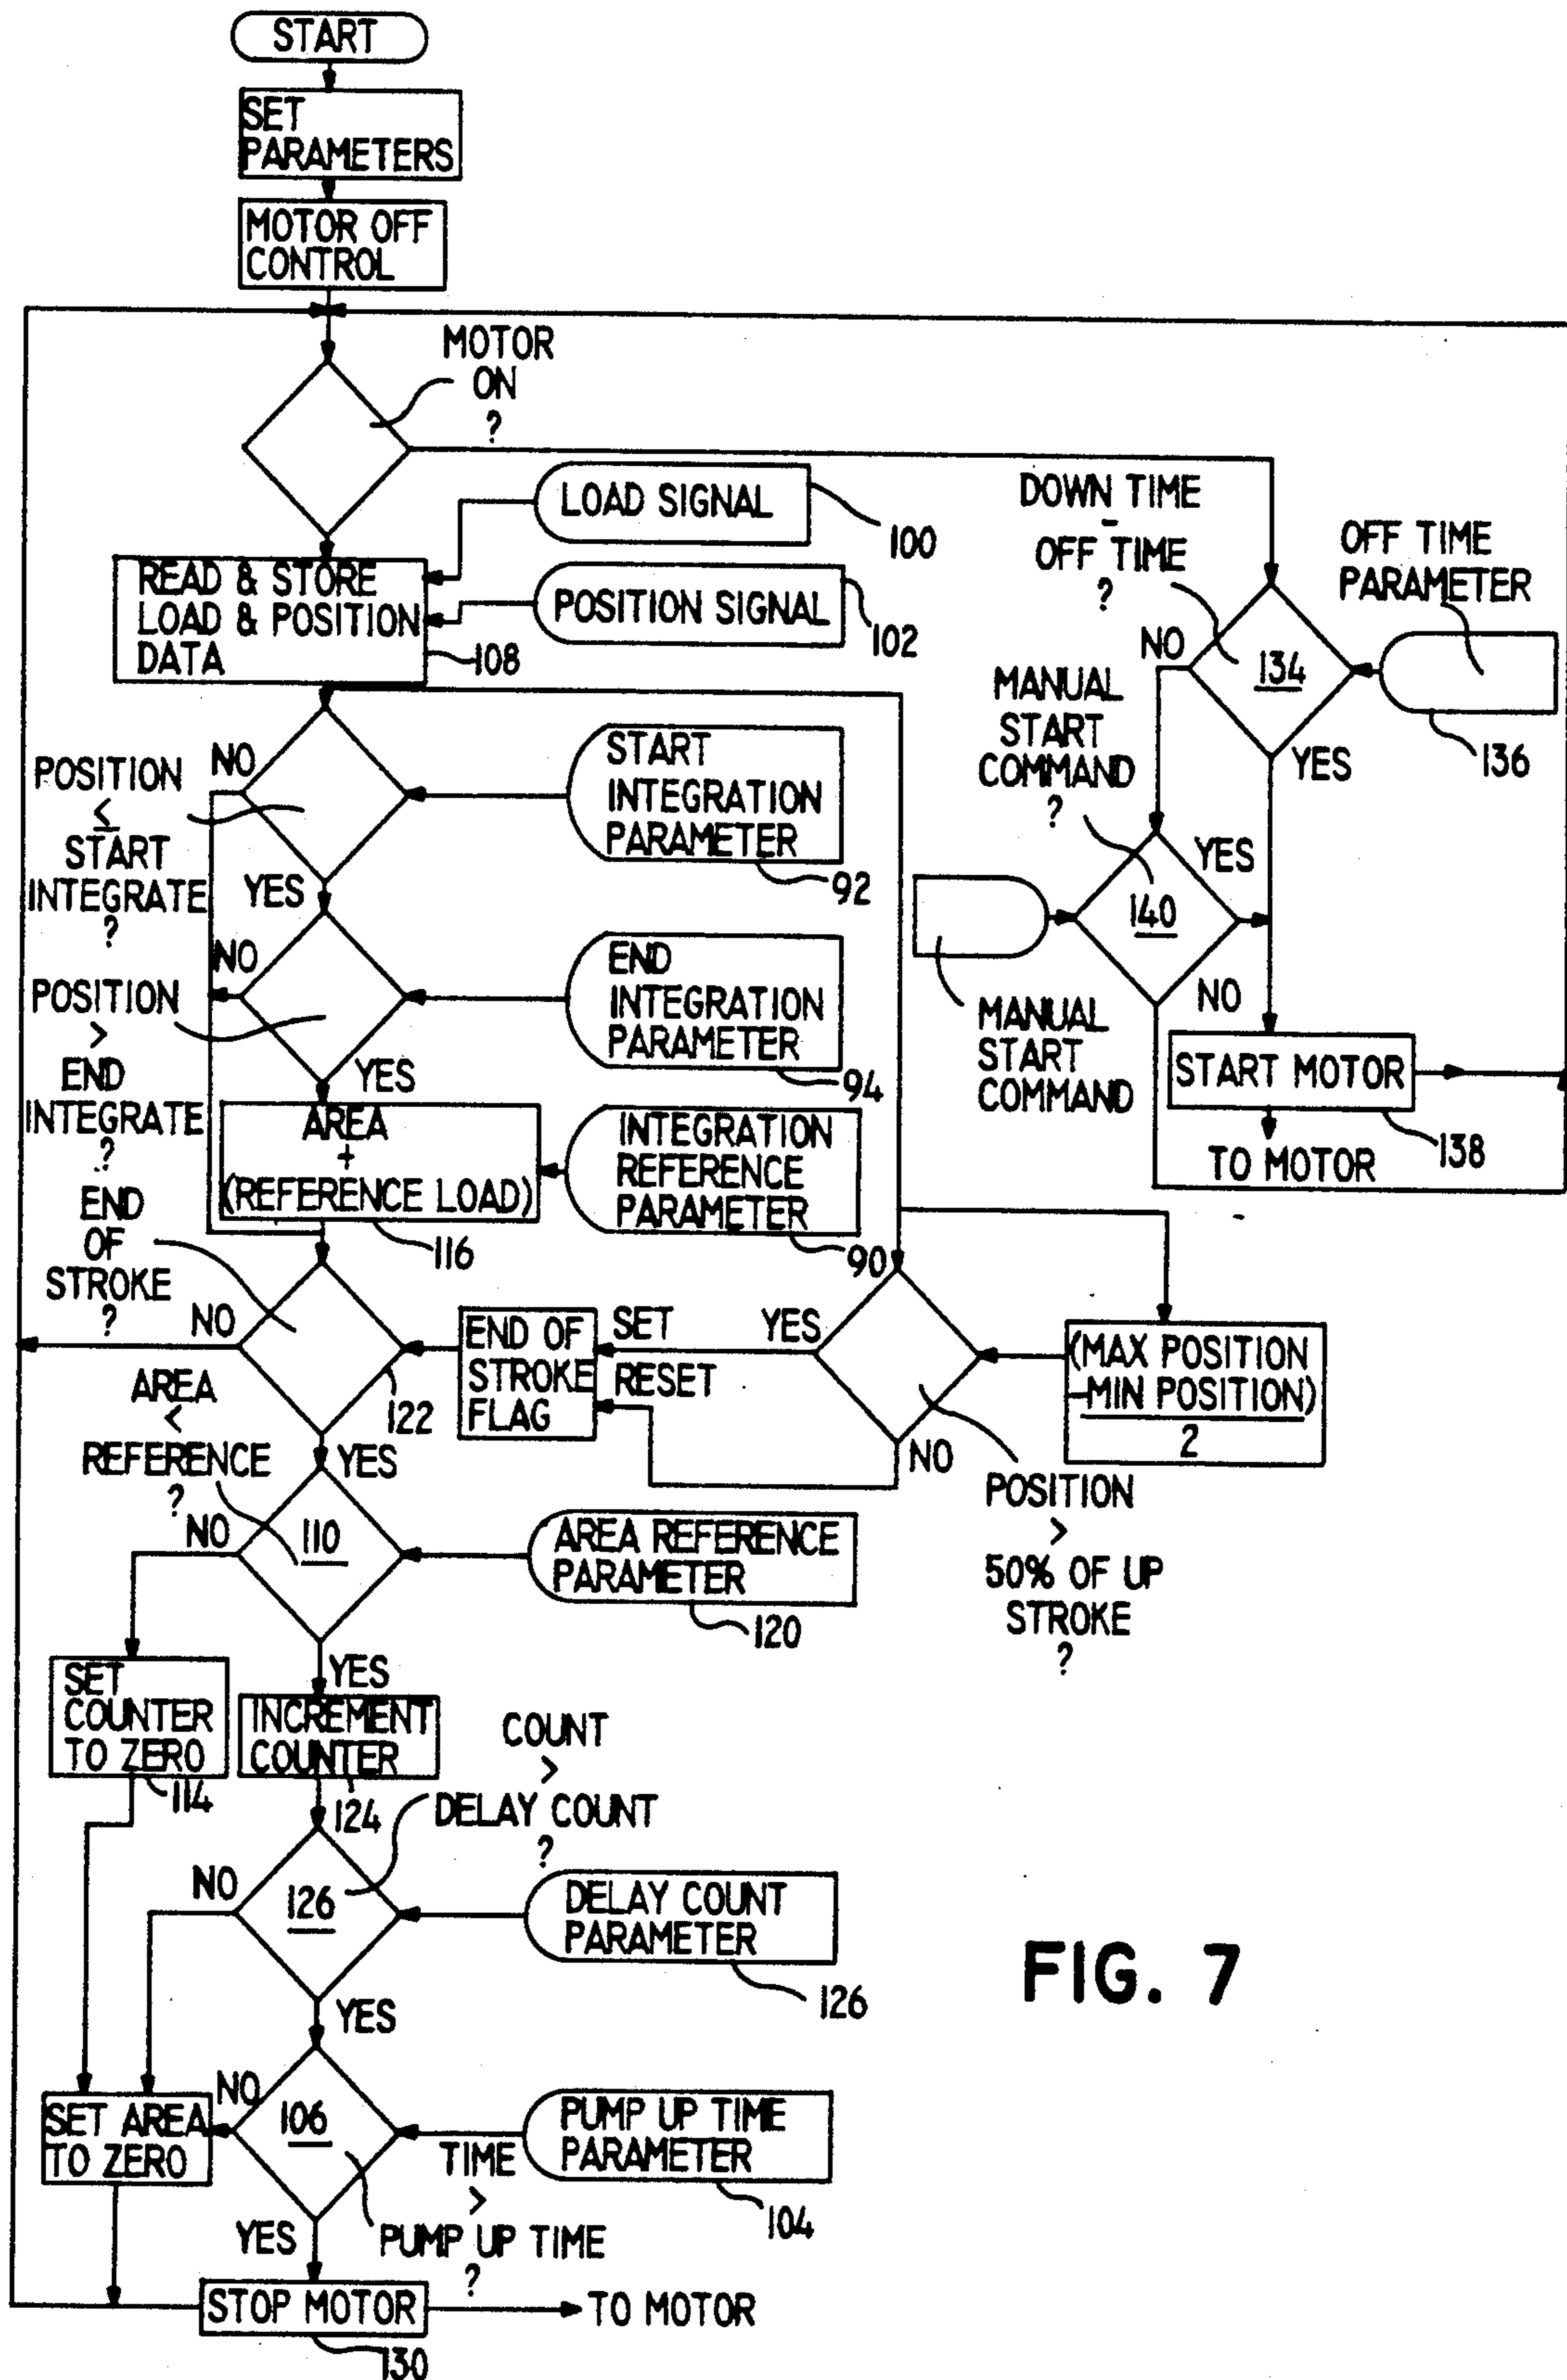 START
SET
PARAMETERS
MOTOR OFF
CONTROL
MOTOR
ON
?
LOAD SIGNAL
100
READ & STORE
LOAD & POSITION
DATA
108
POSITION SIGNAL
102
DOWN TIME
-
OFF TIME
?
OFF TIME
PARAMETER
NO
134
136
YES
MANUAL
START
COMMAND
?
YES
140
NO
MANUAL
START
COMMAND
START MOTOR
138
TO MOTOR
POSITION
≤
START
INTEGRATE
?
NO
START
INTEGRATION
PARAMETER
92
YES
NO
POSITION
>
END
INTEGRATE
?
END
INTEGRATION
PARAMETER
94
YES
AREA
+
(REFERENCE LOAD)
116
INTEGRATION
REFERENCE
PARAMETER
90
END
OF
STROKE
?
NO
122
END OF
STROKE
FLAG
SET
RESET
YES
NO
(MAX POSITION
-MIN POSITION)
2
POSITION
>
50% OF UP
STROKE
?
YES
AREA
<
REFERENCE
?
NO
110
AREA REFERENCE
PARAMETER
120
YES
SET
COUNTER
TO ZERO
114
INCREMENT
COUNTER
124
COUNT
>
DELAY COUNT
?
NO
126
DELAY COUNT
PARAMETER
126
YES
FIG. 7
NO
SET AREA
TO ZERO
106
PUMP UP TIME
PARAMETER
104
TIME
>
PUMP UP TIME
?
YES
STOP MOTOR
130
TO MOTOR